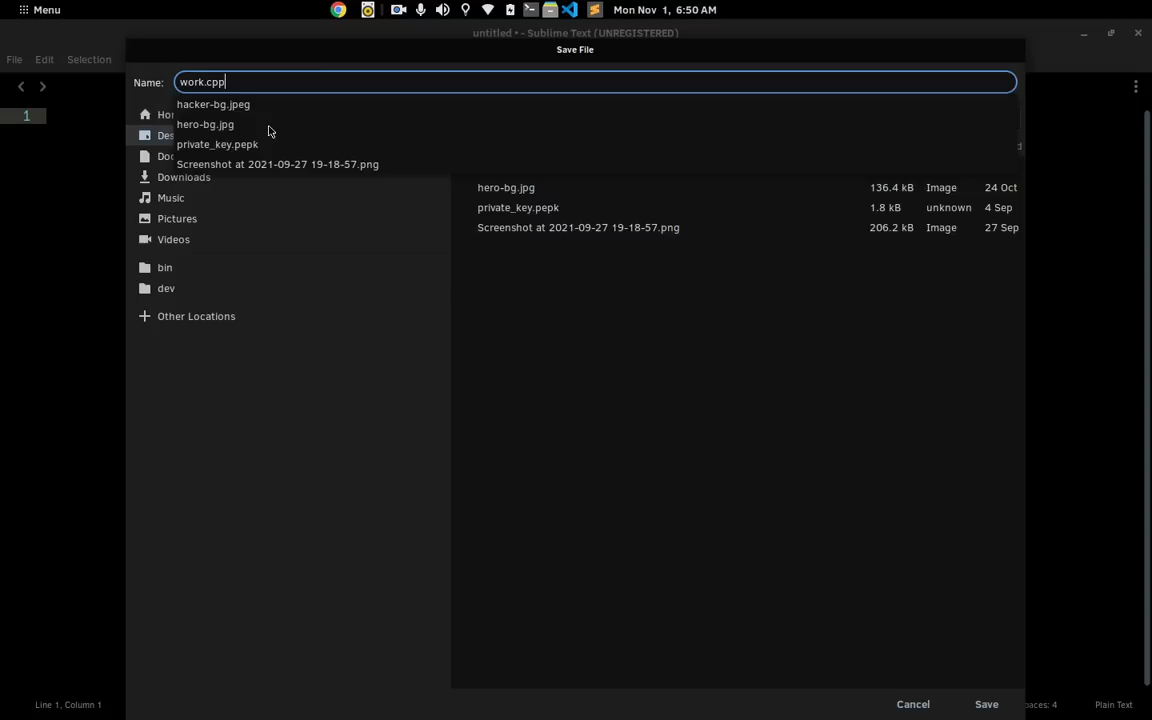 Menu
Mon Nov 1, 6:50 AM
untitled • - Sublime Text (UNREGISTERED)
Save File
File Edit Selection
Name: work.cpp
hacker-bg.jpeg
hero-bg.jpg
private_key.pepk
Screenshot at 2021-09-27 19-18-57.png
1
Downloads
Music
Pictures
Videos
bin
dev
Other Locations
hero-bg.jpg 136.4 kB Image 24 Oct
private_key.pepk 1.8 kB unknown 4 Sep
Screenshot at 2021-09-27 19-18-57.png 206.2 kB Image 27 Sep
Cancel Save
Line 1, Column 1
paces: 4 Plain Text